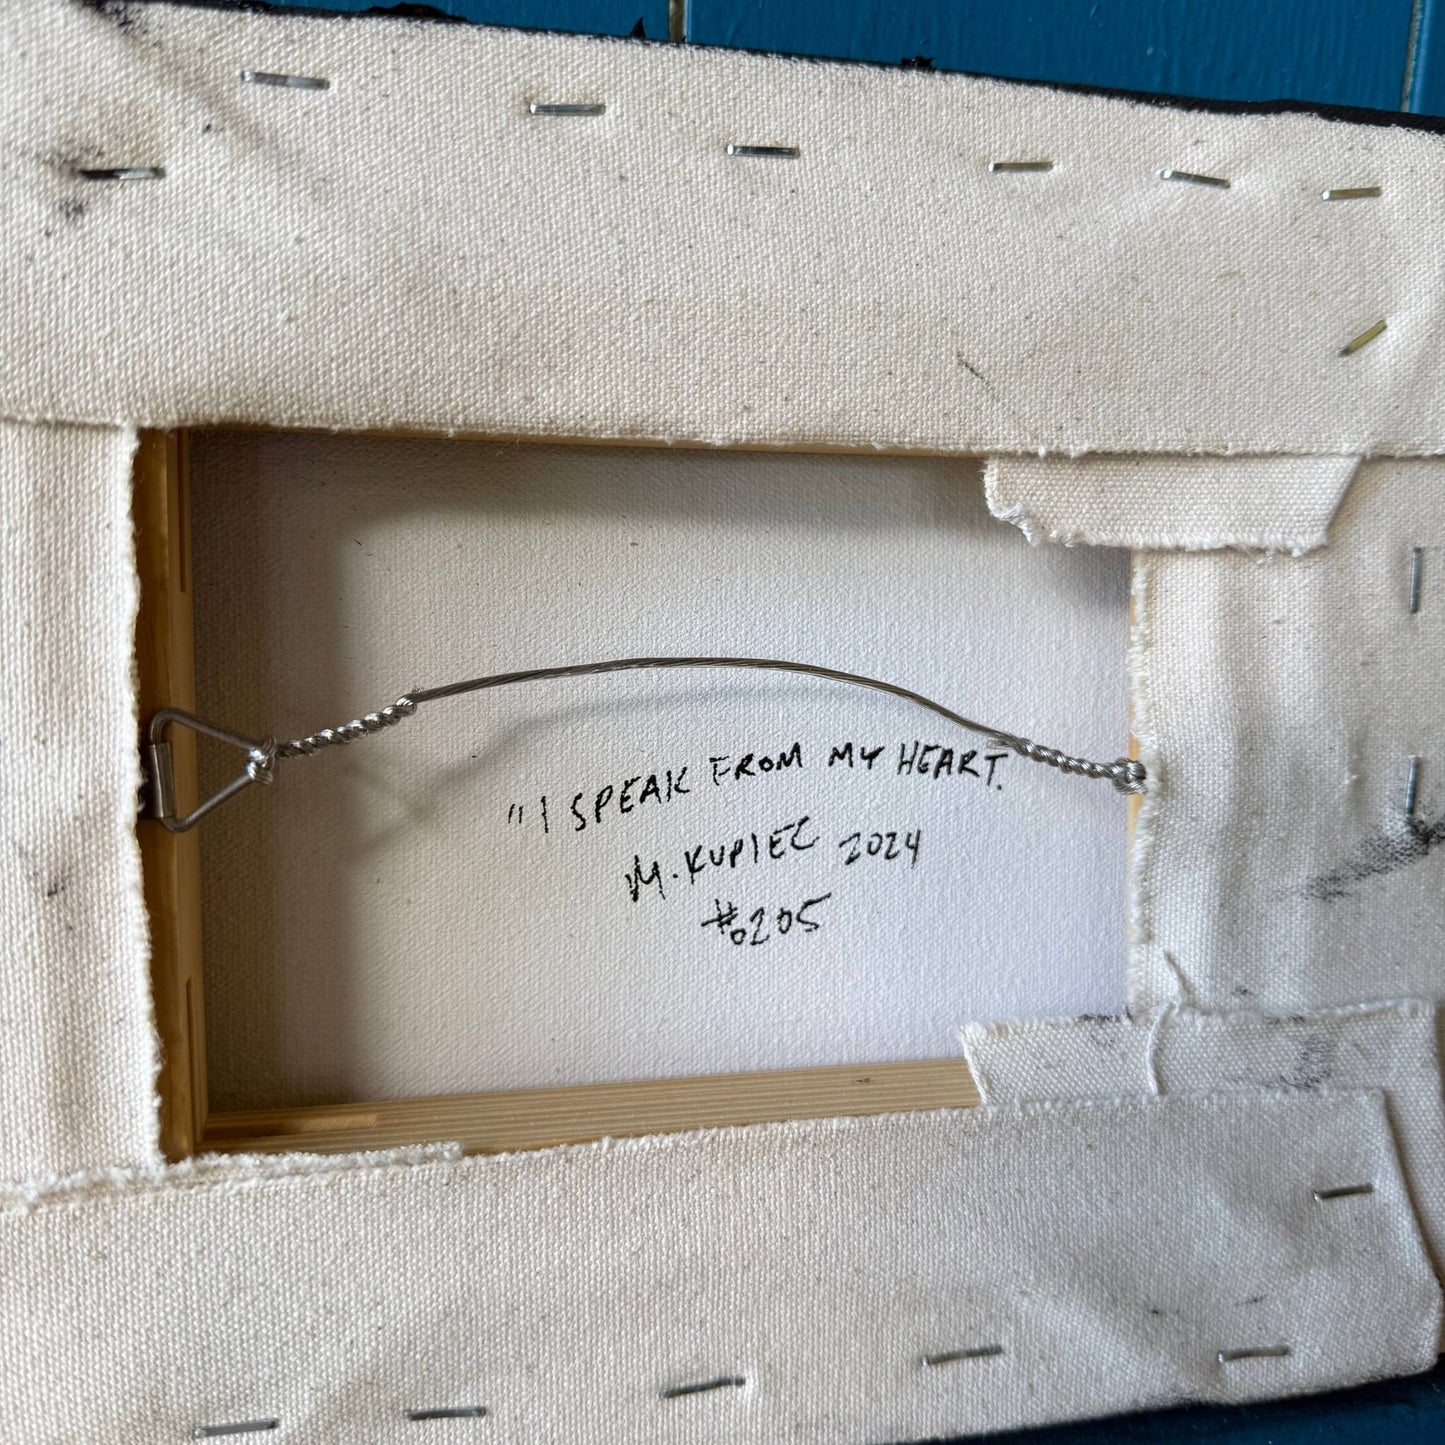 "I SPEAK FROM MY HEART.
M. KUPIEC 2024
#0205